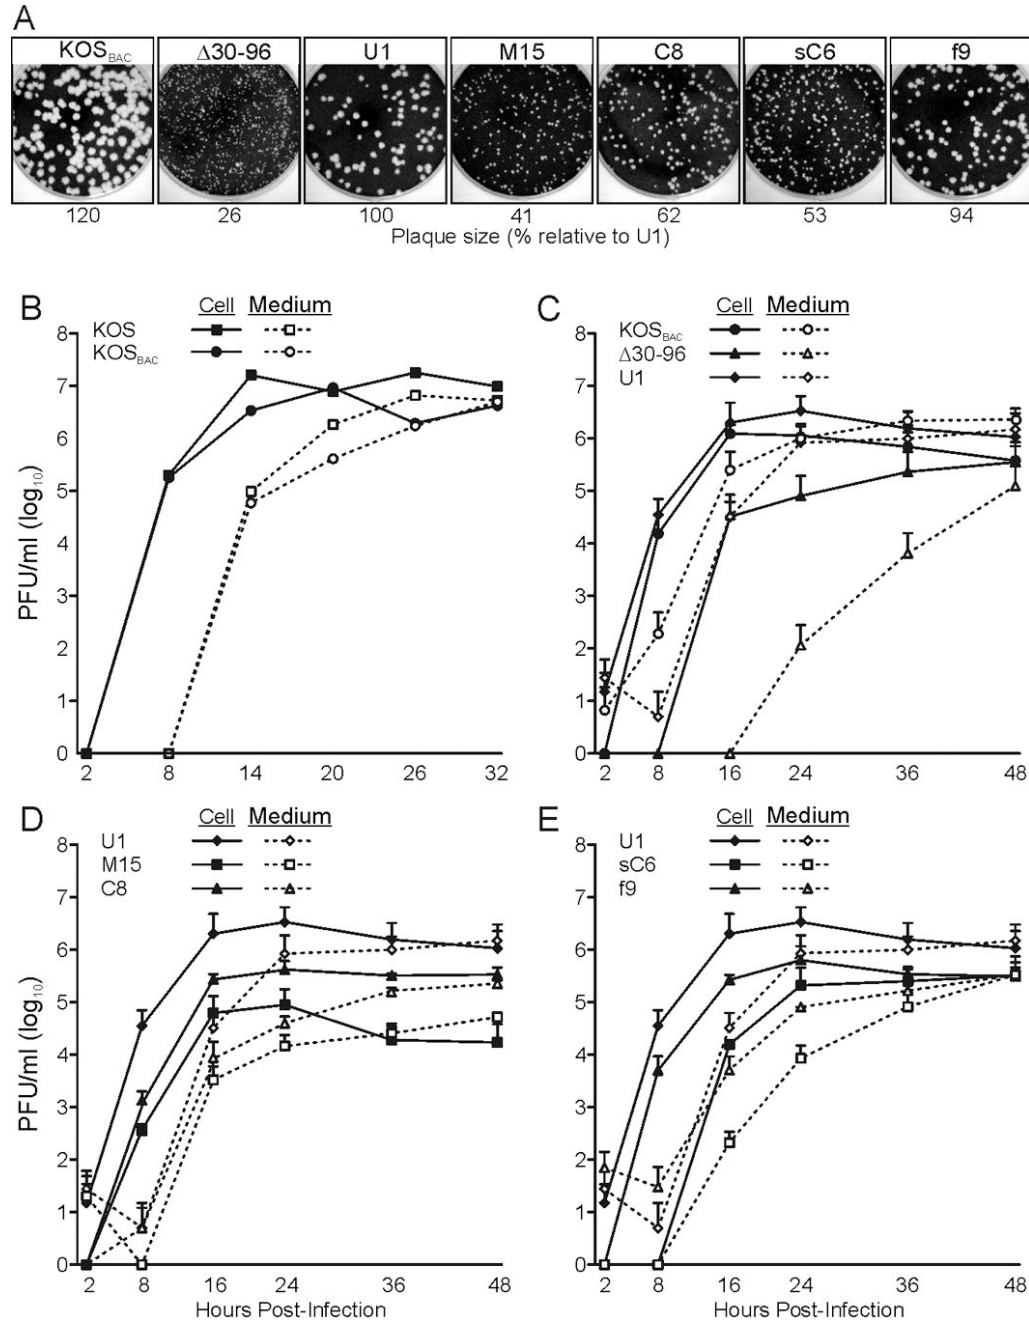 A
KOSBAC Δ30-96 U1 M15 C8 sC6 f9
120 26 100 41 62 53 94
Plaque size (% relative to U1)
B
Cell Medium
KOS
KOSBAC
8
7
6
5
4
3
2
1
0
PFU/ml (log10)
2 8 14 20 26 32
C
Cell Medium
KOSBAC
Δ30-96
U1
8
7
6
5
4
3
2
1
0
2 8 16 24 36 48
D
Cell Medium
U1
M15
C8
8
7
6
5
4
3
2
1
0
PFU/ml (log10)
2 8 16 24 36 48
Hours Post-Infection
E
Cell Medium
U1
sC6
f9
8
7
6
5
4
3
2
1
0
2 8 16 24 36 48
Hours Post-Infection